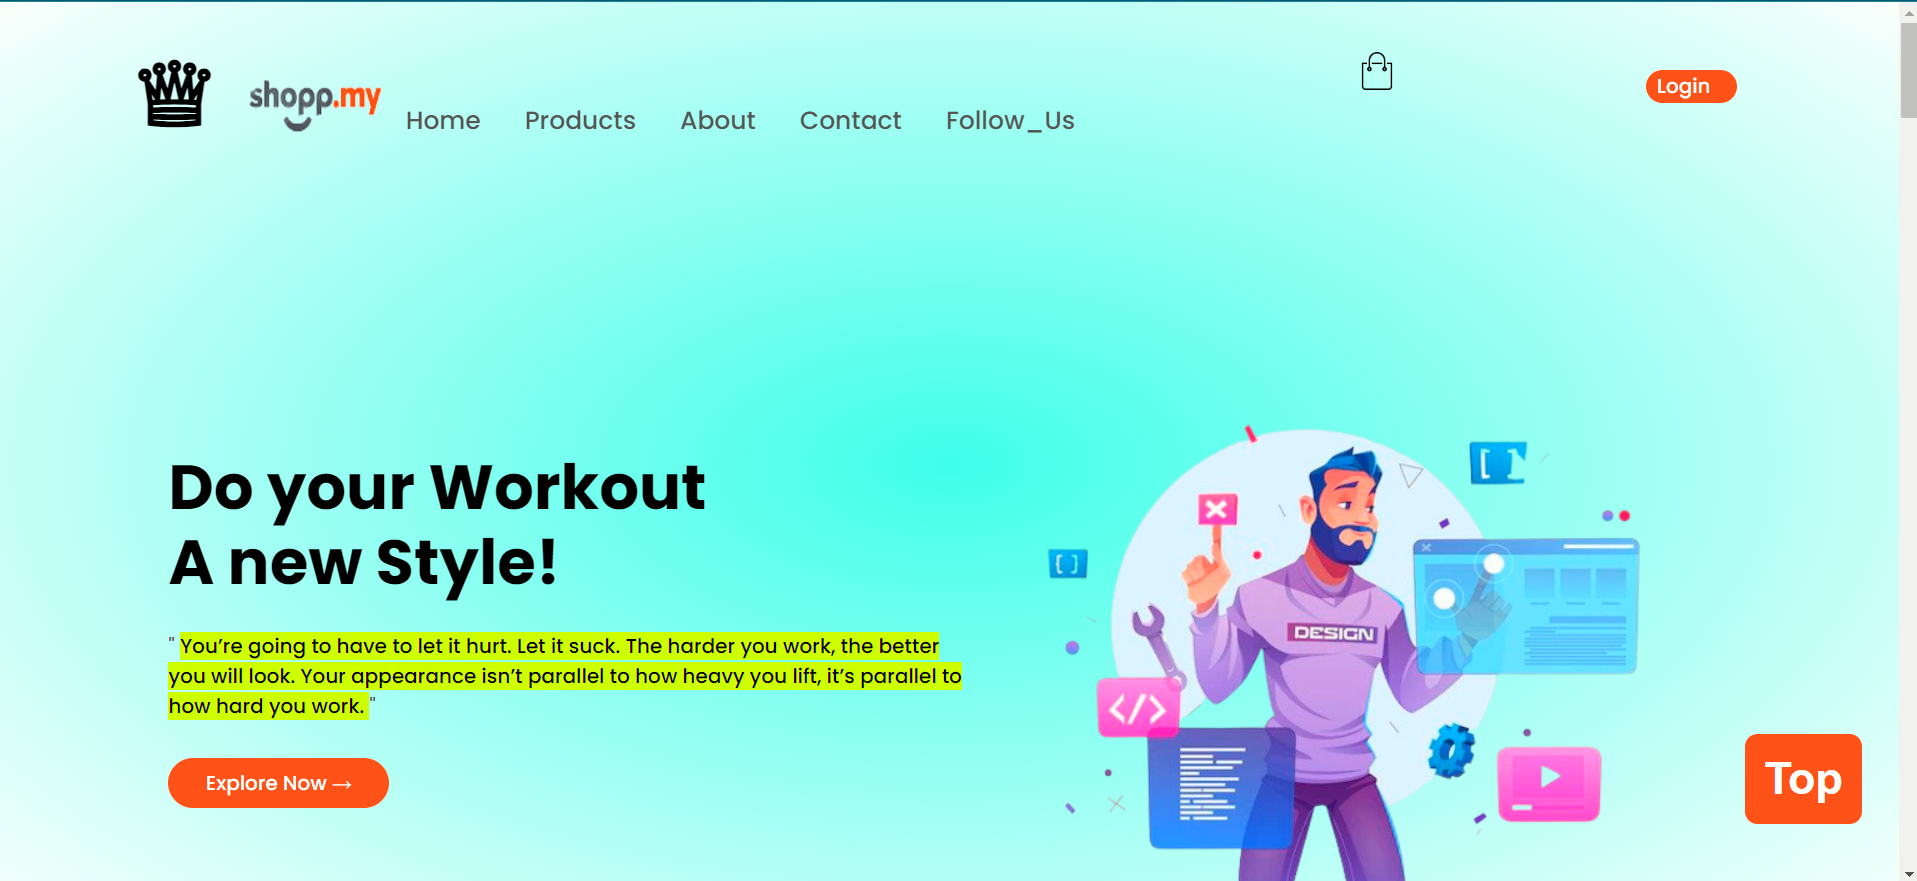 shopp.my
Home Products About Contact Follow_Us
Login
Do your Workout
A new Style!
" You’re going to have to let it hurt. Let it suck. The harder you work, the better
you will look. Your appearance isn’t parallel to how heavy you lift, it’s parallel to
how hard you work. "
Explore Now →
DESIGN
</>
[ ]
{ }
Top